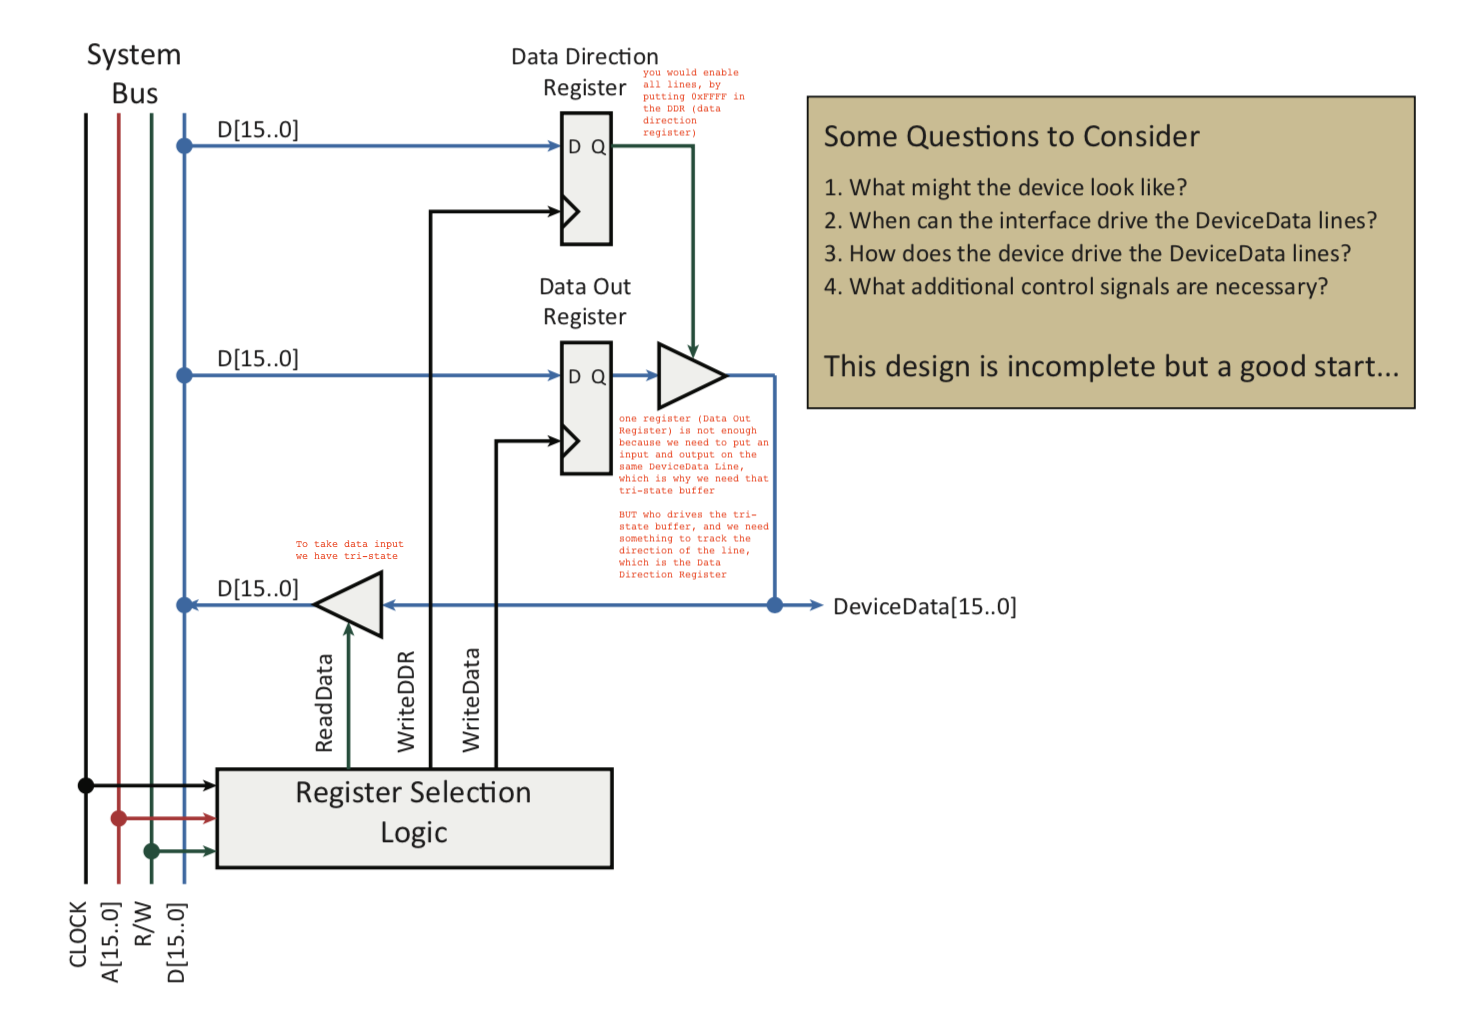 System
Bus
Data Direction
Register
you would enable
all lines, by
putting 0xFFFF in
the DDR (data
direction
register)
D[15..0]
D Q
Some Questions to Consider
1. What might the device look like?
2. When can the interface drive the DeviceData lines?
3. How does the device drive the DeviceData lines?
4. What additional control signals are necessary?
This design is incomplete but a good start...
Data Out
Register
D[15..0]
D Q
one register (Data Out
Register) is not enough
because we need to put an
input and output on the
same DeviceData Line,
which is why we need that
tri-state buffer
BUT who drives the tri-
state buffer, and we need
something to track the
direction of the line,
which is the Data
Direction Register
To take data input
we have tri-state
D[15..0]
DeviceData[15..0]
ReadData
WriteDDR
WriteData
Register Selection
Logic
CLOCK
A[15..0]
R/W
D[15..0]